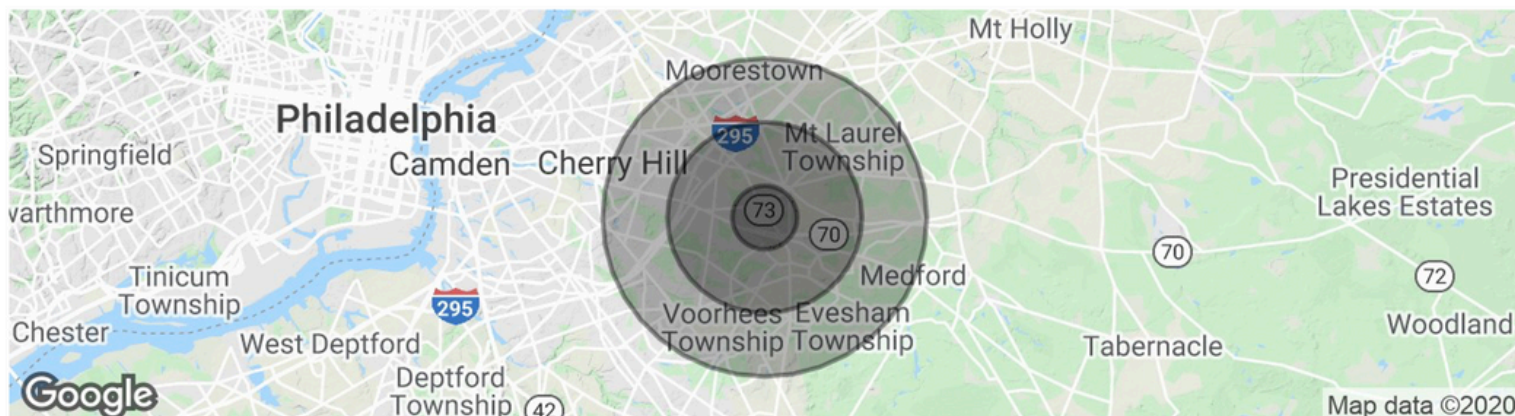 Mt Holly
Moorestown
Philadelphia
295
Mt Laurel
Township
Springfield
Camden
Cherry Hill
warthmore
73
70
Presidential
Lakes Estates
70
Tinicum
Township
Medford
72
295
Chester
West Deptford
Voorhees
Township
Evesham
Township
Woodland
Tabernacle
Deptford
Township
42
Google
Map data ©2020